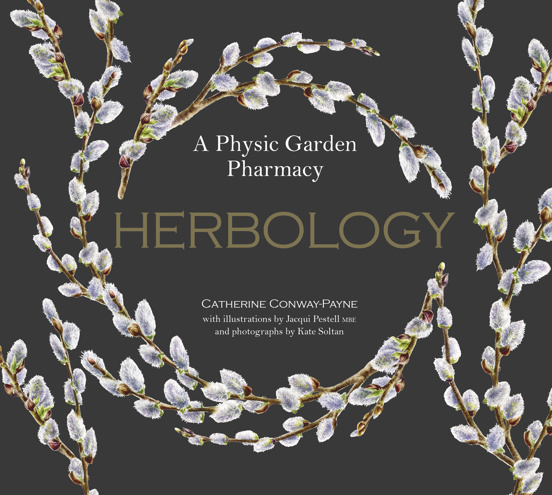 A Physic Garden
Pharmacy
HERBOLOGY
CATHERINE CONWAY-PAYNE
with illustrations by Jacqui Pestell MBE
and photographs by Kate Soltan